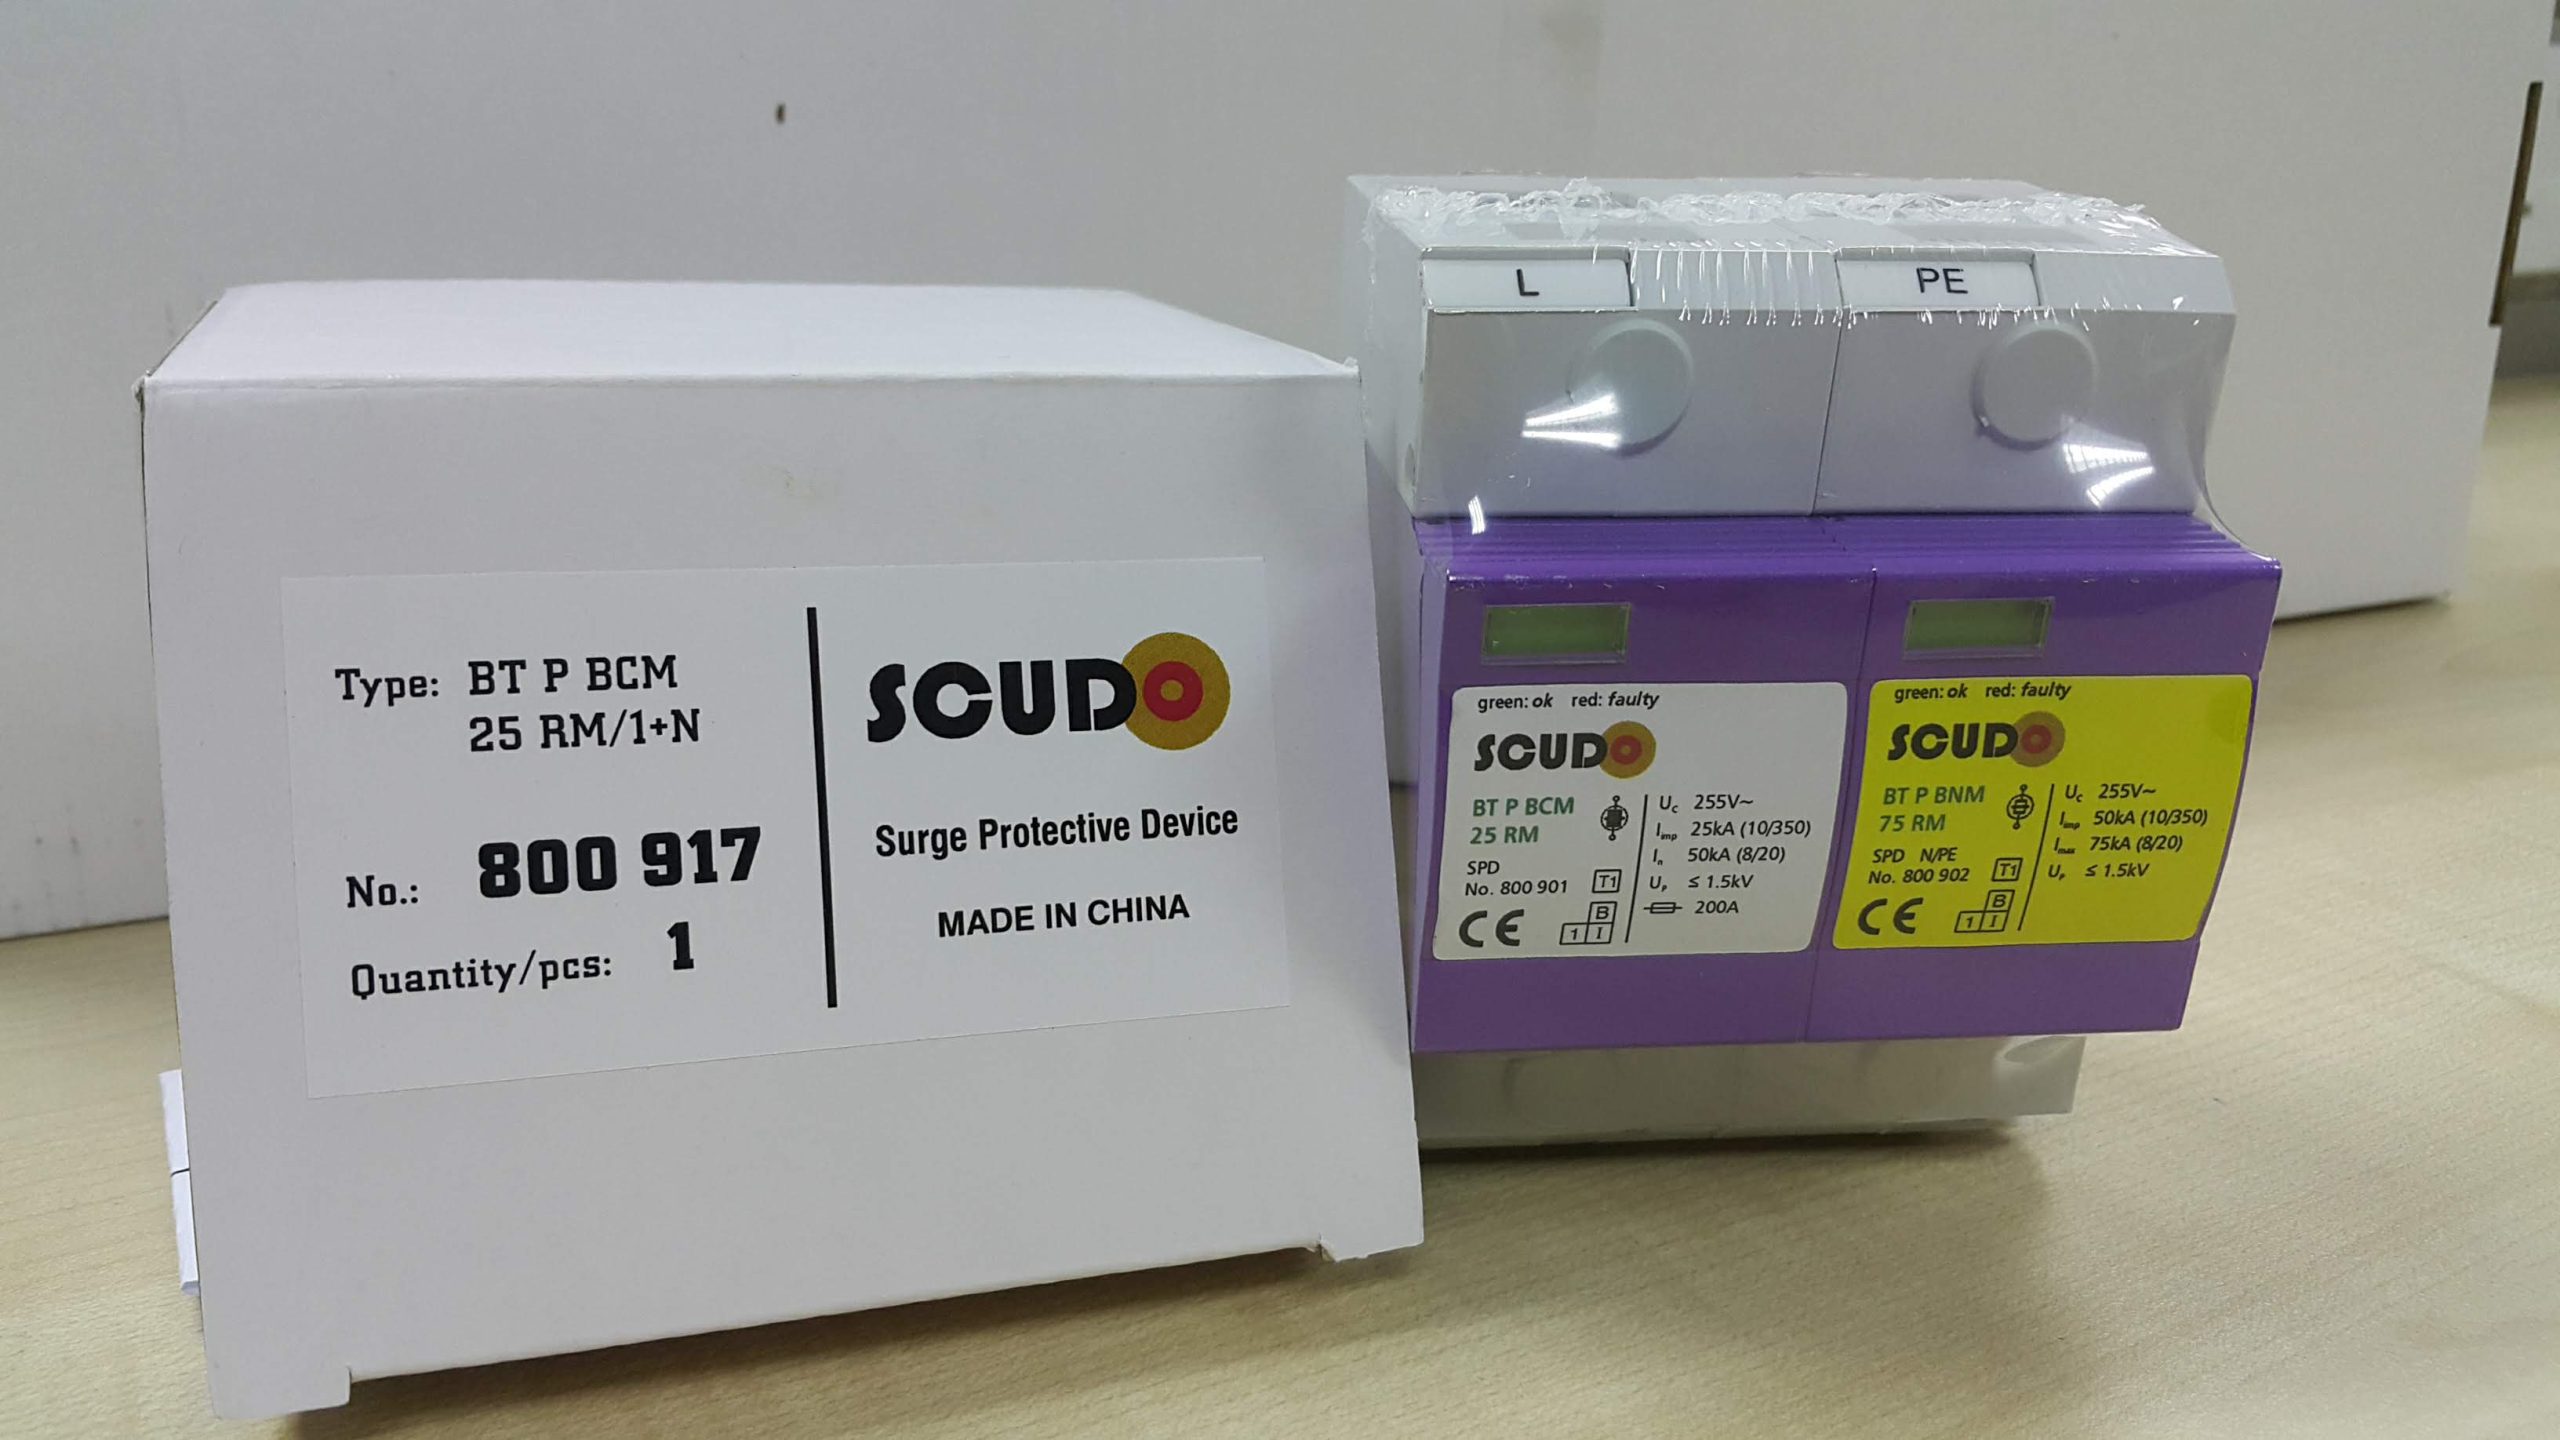 Type: BT P BCM
25 RM/1+N
No.: 800 917
Quantity/pcs: 1
SCUDO
Surge Protective Device
MADE IN CHINA
L
PE
green: ok red: faulty
SCUDO
BT P BCM
25 RM
SPD
No. 800 901
T1
CE
B
1 I
Uc 255V~
Iimp 25kA (10/350)
In 50kA (8/20)
Up ≤ 1.5kV
200A
green: ok red: faulty
SCUDO
BT P BNM
75 RM
SPD N/PE
No. 800 902
T1
CE
B
1 I
Uc 255V~
Iimp 50kA (10/350)
Imax 75kA (8/20)
Up ≤ 1.5kV